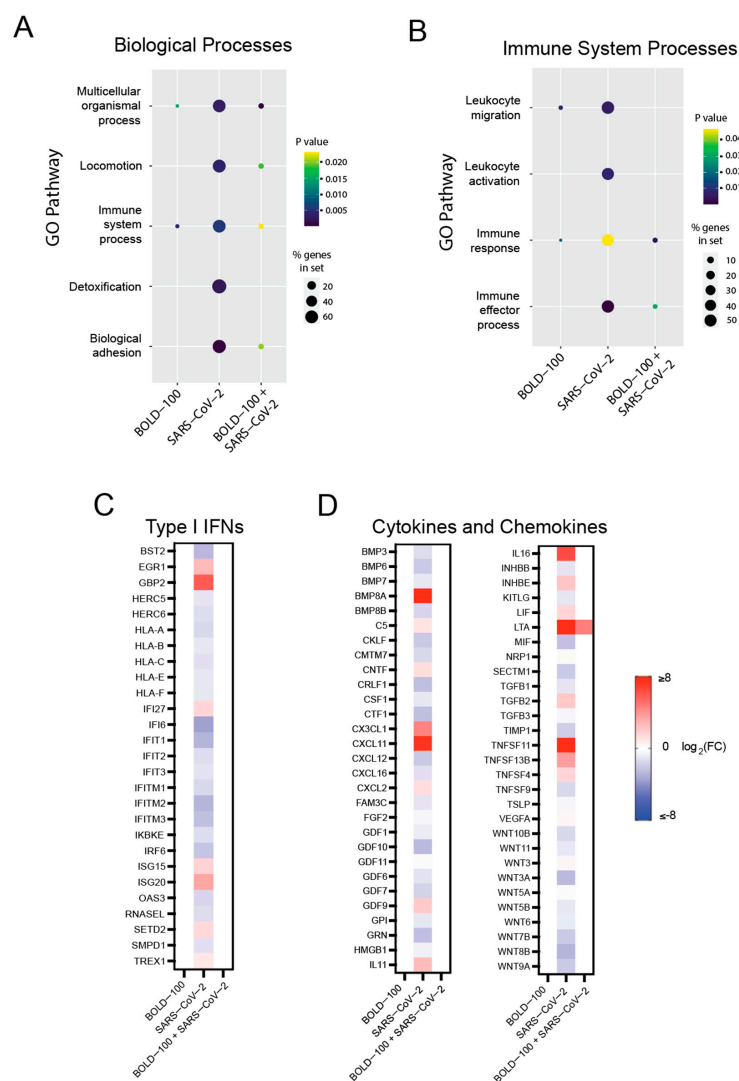 A
Biological Processes
GO Pathway
Multicellular
organismal
process
Locomotion
Immune
system
process
Detoxification
Biological
adhesion
BOLD−100
SARS−CoV−2
BOLD−100 +
SARS−CoV−2
P value
0.020
0.015
0.010
0.005
% genes
in set
20
40
60
B
Immune System Processes
GO Pathway
Leukocyte
migration
Leukocyte
activation
Immune
response
Immune
effector
process
BOLD−100
SARS−CoV−2
BOLD−100 +
SARS−CoV−2
P value
% genes
in set
10
20
30
40
50
C
Type I IFNs
BST2
EGR1
GBP2
HERC5
HERC6
HLA-A
HLA-B
HLA-C
HLA-E
HLA-F
IFI27
IFI6
IFIT1
IFIT2
IFIT3
IFITM1
IFITM2
IFITM3
IKBKE
IRF6
ISG15
ISG20
OAS3
RNASEL
SETD2
SMPD1
TREX1
BOLD−100
SARS−CoV−2
BOLD−100 + SARS−CoV−2
D
Cytokines and Chemokines
BMP3
BMP6
BMP7
BMP8A
BMP8B
C5
CKLF
CMTM7
CNTF
CRLF1
CSF1
CTF1
CX3CL1
CXCL11
CXCL12
CXCL16
CXCL2
FAM3C
FGF2
GDF1
GDF10
GDF11
GDF6
GDF7
GDF9
GPI
GRN
HMGB1
IL11
BOLD−100
SARS−CoV−2
BOLD−100 + SARS−CoV−2
IL16
INHBB
INHBE
KITLG
LIF
LTA
MIF
NRP1
SECTM1
TGFB1
TGFB2
TGFB3
TIMP1
TNFSF11
TNFSF13B
TNFSF4
TNFSF9
TSLP
VEGFA
WNT10B
WNT11
WNT3
WNT3A
WNT5A
WNT5B
WNT6
WNT7B
WNT8B
WNT9A
BOLD−100
SARS−CoV−2
BOLD−100 + SARS−CoV−2
≥8
0
≤-8
log2(FC)